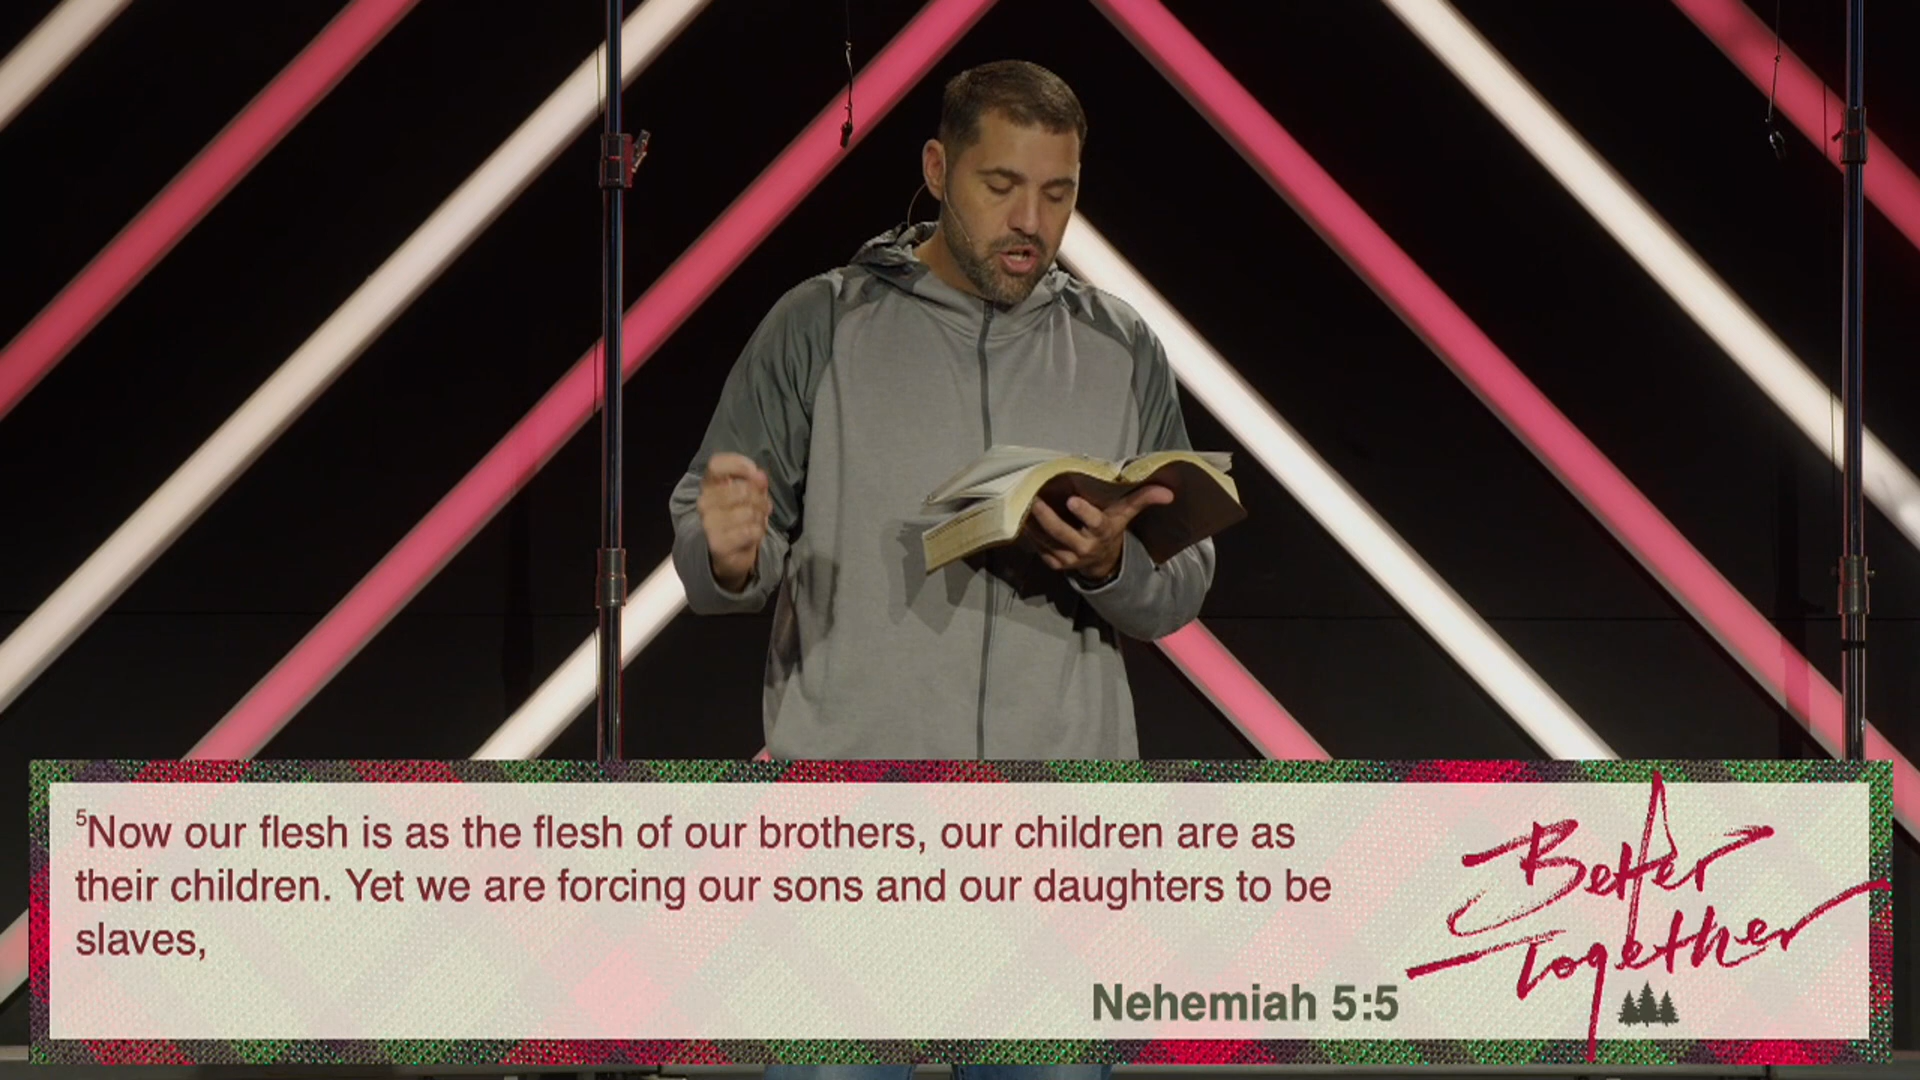 ⁵Now our flesh is as the flesh of our brothers, our children are as
their children. Yet we are forcing our sons and our daughters to be
slaves,
Nehemiah 5:5
Better
Together